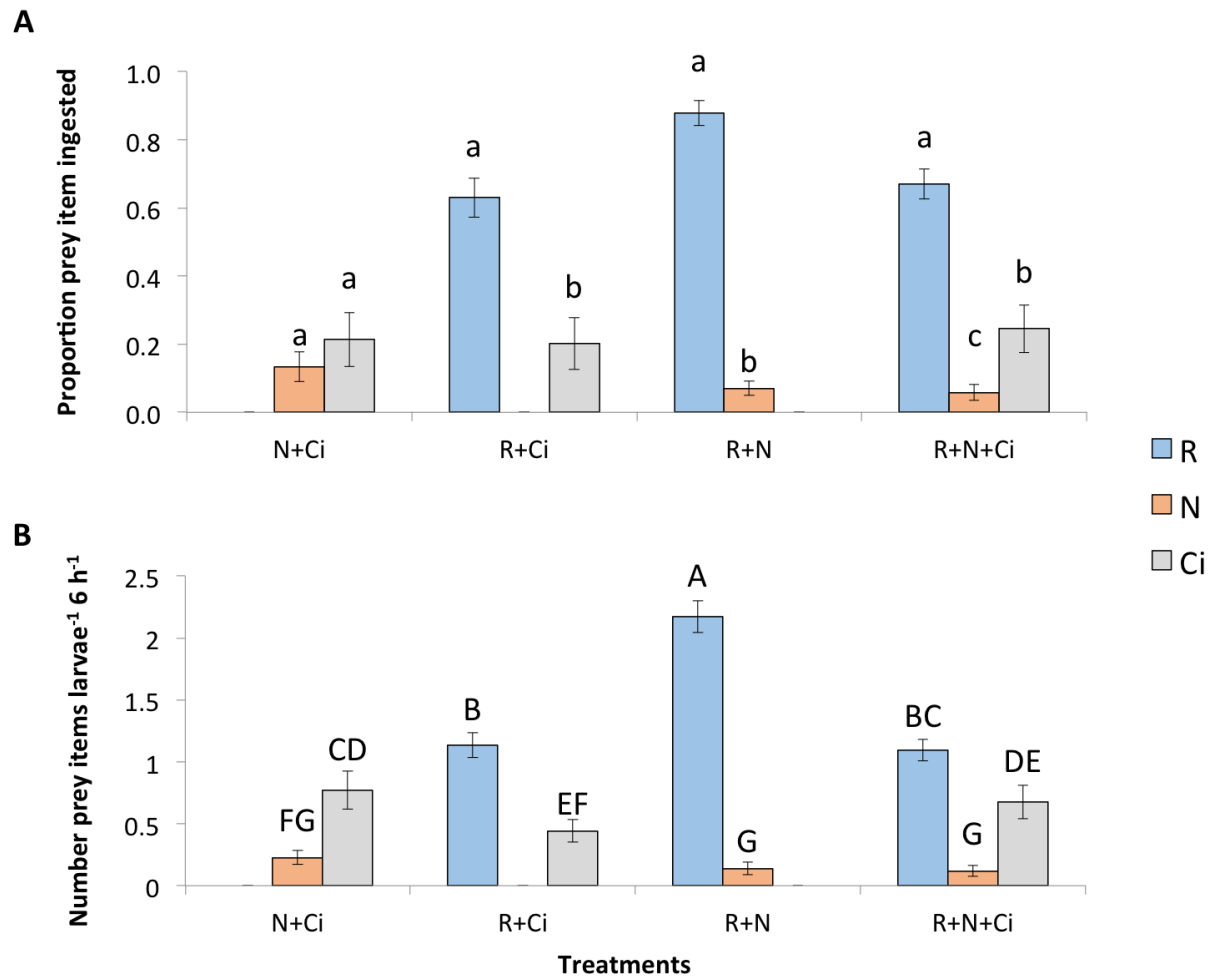 A
Proportion prey item ingested
1.0
0.8
0.6
0.4
0.2
0.0
a
a
a
b
a
b
a
c
b
N+Ci
R+Ci
R+N
R+N+Ci
R
N
Ci
B
Number prey items larvae⁻¹ 6 h⁻¹
2.5
2
1.5
1
0.5
0
FG
CD
B
EF
A
G
BC
G
DE
N+Ci
R+Ci
R+N
R+N+Ci
Treatments